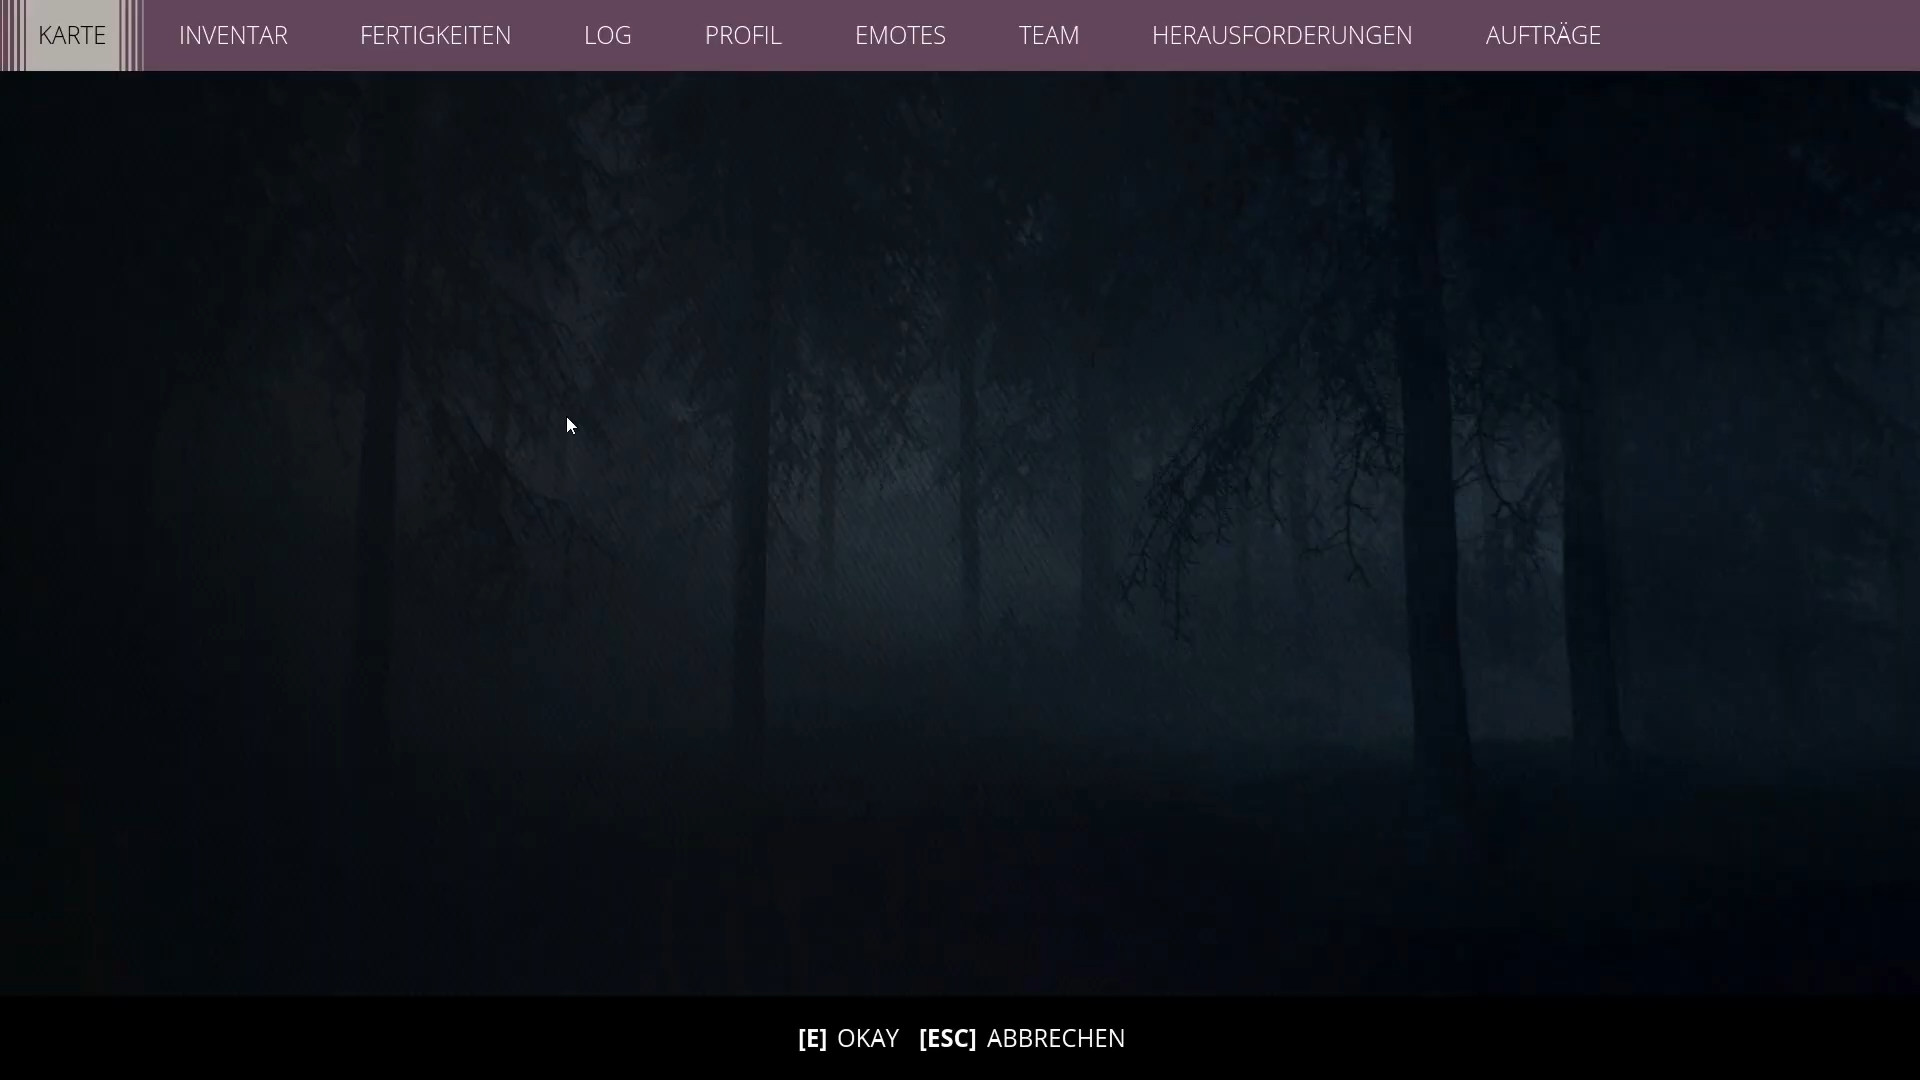 KARTE INVENTAR FERTIGKEITEN LOG PROFIL EMOTES TEAM HERAUSFORDERUNGEN AUFTRÄGE
[E] OKAY [ESC] ABBRECHEN